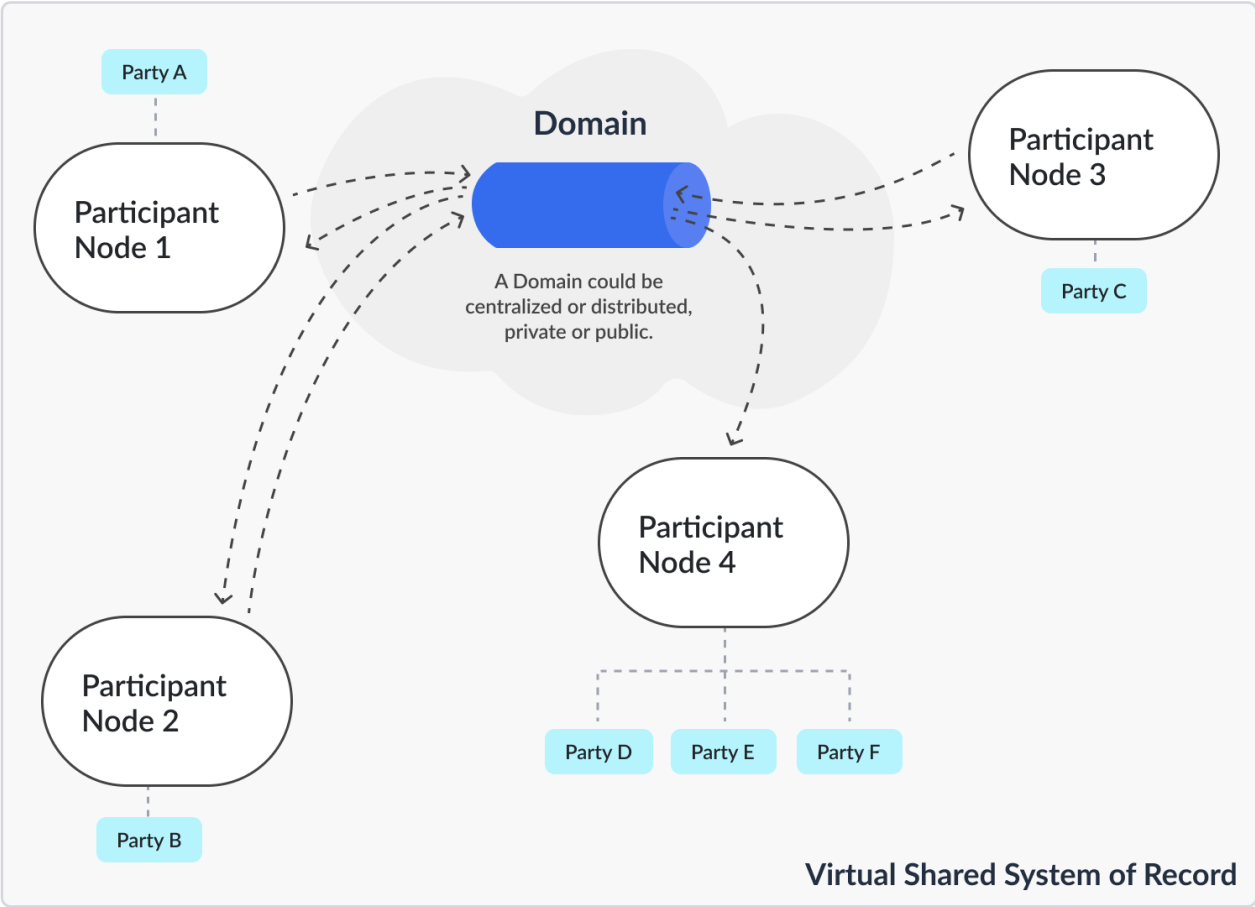 Party A
Domain
Participant
Node 1
Participant
Node 3
A Domain could be
centralized or distributed,
private or public.
Party C
Participant
Node 4
Participant
Node 2
Party D
Party E
Party F
Party B
Virtual Shared System of Record